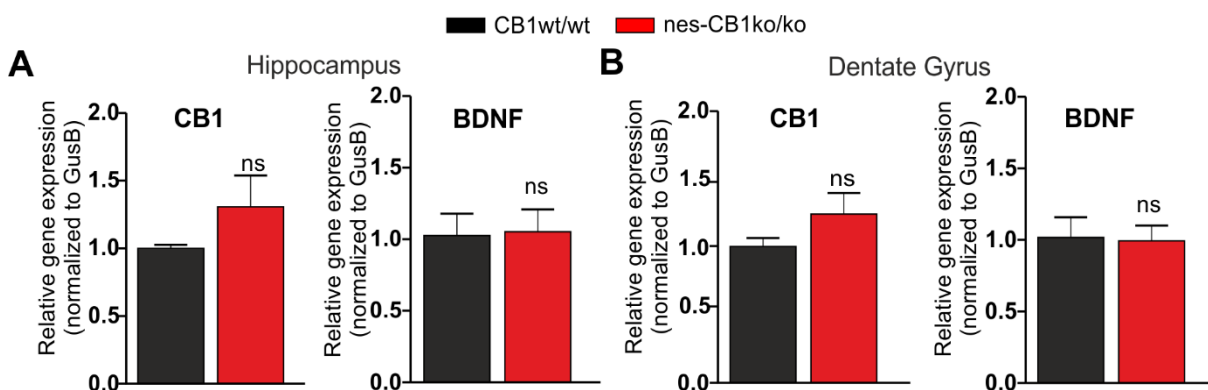 CB1wt/wt nes-CB1ko/ko
A Hippocampus B Dentate Gyrus
Relative gene expression
(normalized to GusB)
CB1
2.0
1.5
1.0
0.5
0.0
ns
Relative gene expression
(normalized to GusB)
BDNF
2.0
1.5
1.0
0.5
0.0
ns
Relative gene expression
(normalized to GusB)
CB1
2.0
1.5
1.0
0.5
0.0
ns
Relative gene expression
(normalized to GusB)
BDNF
2.0
1.5
1.0
0.5
0.0
ns